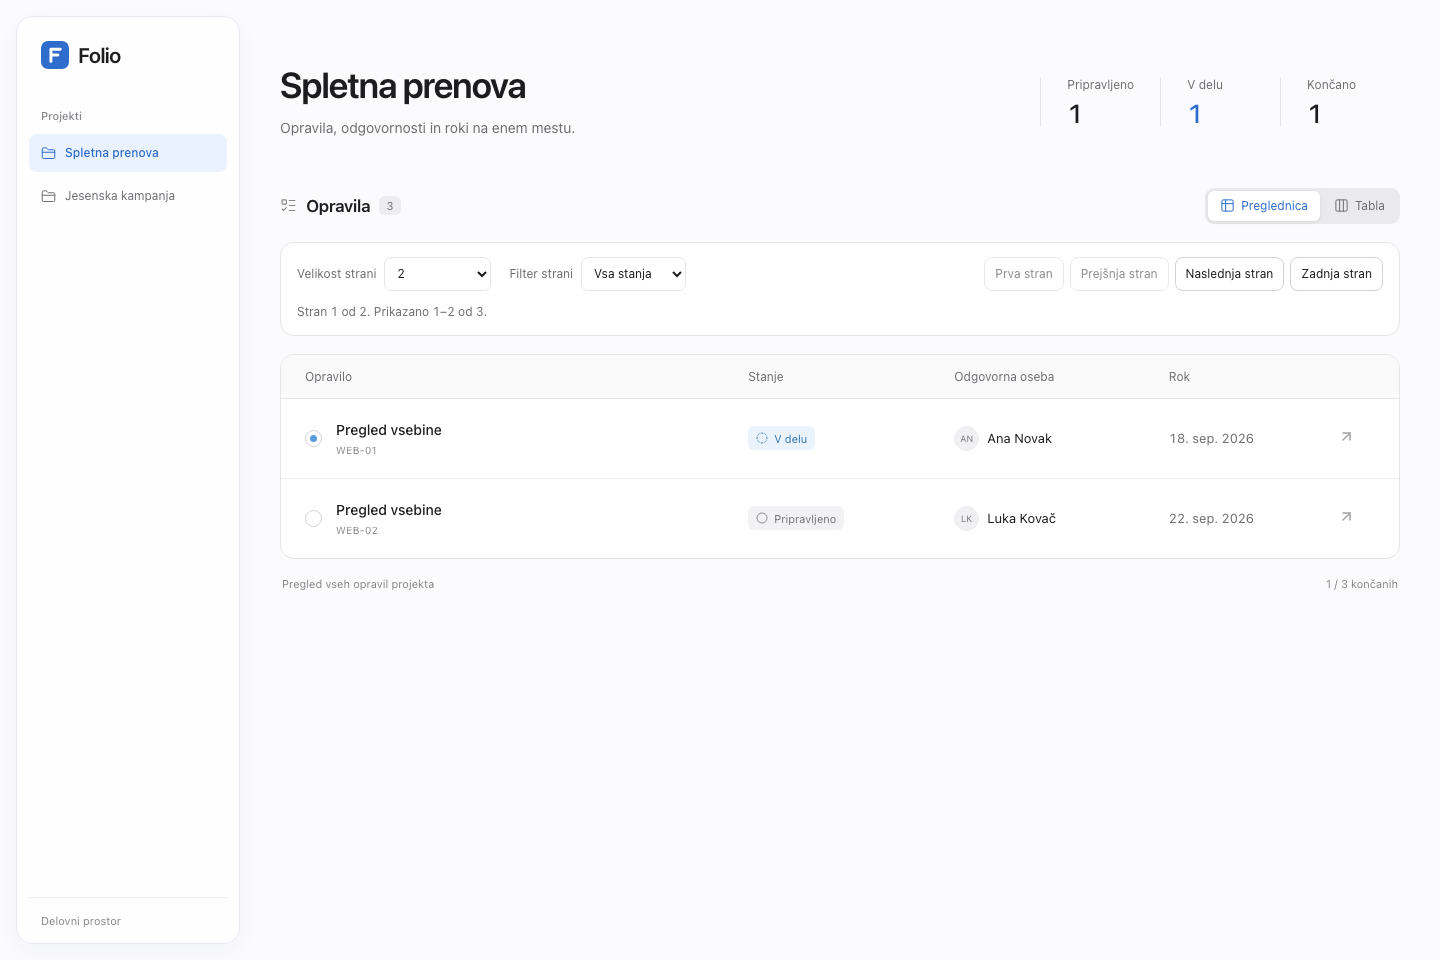 Folio
Projekti
Spletna prenova
Jesenska kampanja
Delovni prostor
Spletna prenova
Opravila, odgovornosti in roki na enem mestu.
Pripravljeno
1
V delu
1
Končano
1
Opravila 3
Preglednica
Tabla
Velikost strani 2 Filter strani Vsa stanja
Prva stran Prejšnja stran Naslednja stran Zadnja stran
Stran 1 od 2. Prikazano 1–2 od 3.
Opravilo Stanje Odgovorna oseba Rok
Pregled vsebine
WEB-01
V delu
AN Ana Novak
18. sep. 2026
Pregled vsebine
WEB-02
Pripravljeno
LK Luka Kovač
22. sep. 2026
Pregled vseh opravil projekta
1 / 3 končanih